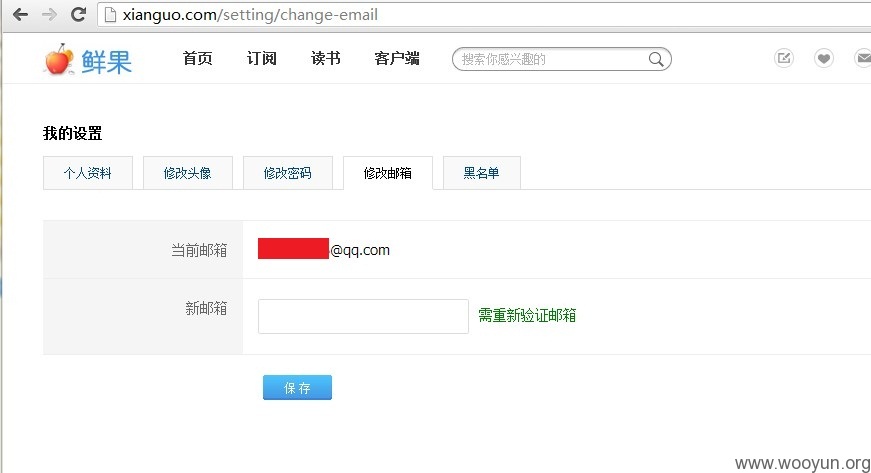 xianguo.com/setting/change-email
鲜果 首页 订阅 读书 客户端 搜索你感兴趣的
我的设置
个人资料 修改头像 修改密码 修改邮箱 黑名单
当前邮箱 @qq.com
新邮箱 需重新验证邮箱
保存
www.wooyun.org